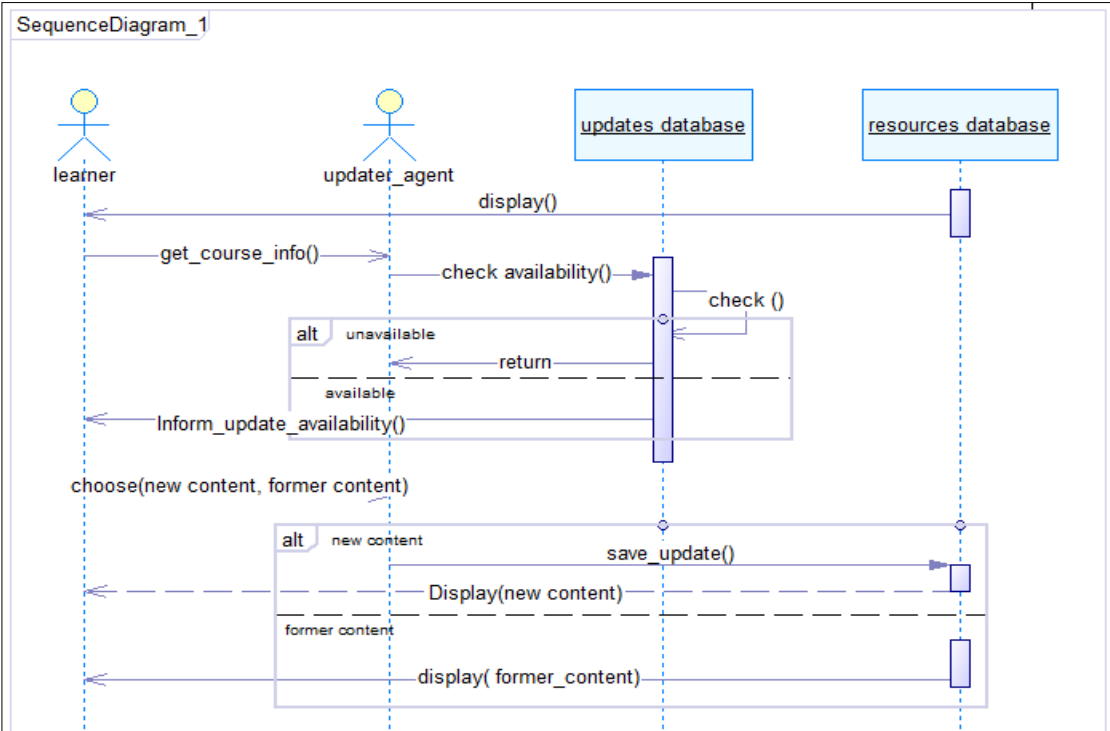 SequenceDiagram_1
learner
updater_agent
updates database
resources database
display()
get_course_info()
check availability()
check ()
alt
unavailable
return
available
Inform_update_availability()
choose(new content, former content)
alt
new content
save_update()
Display(new content)
former content
display( former_content)